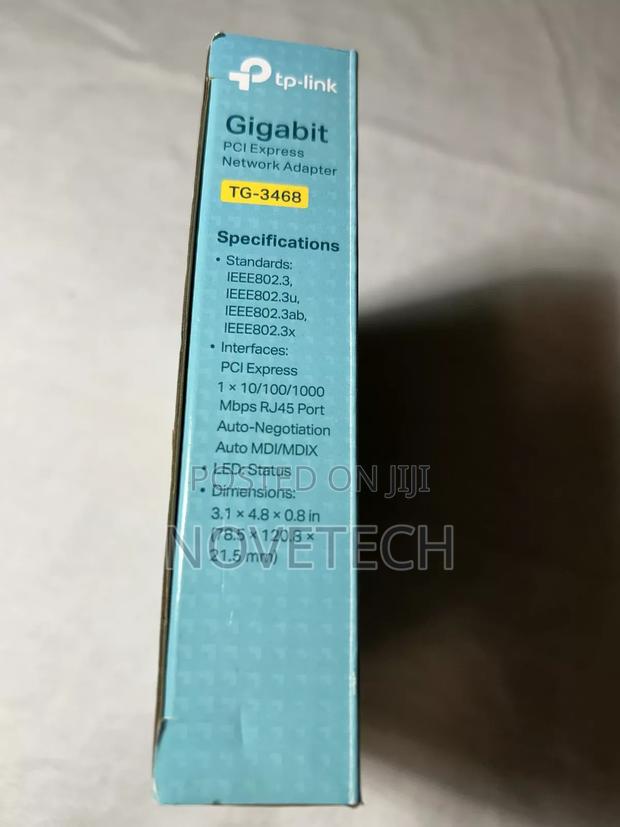 tp-link
Gigabit
PCI Express
Network Adapter
TG-3468
Specifications
• Standards:
IEEE802.3,
IEEE802.3u,
IEEE802.3ab,
IEEE802.3x
• Interfaces:
PCI Express
1 × 10/100/1000
Mbps RJ45 Port
Auto-Negotiation
Auto MDI/MDIX
• LED: Status
POSTED ON JIJI
• Dimensions:
3.1 × 4.8 × 0.8 in
(78.5 × 120.8 ×
NOVETECH
21.5 mm)